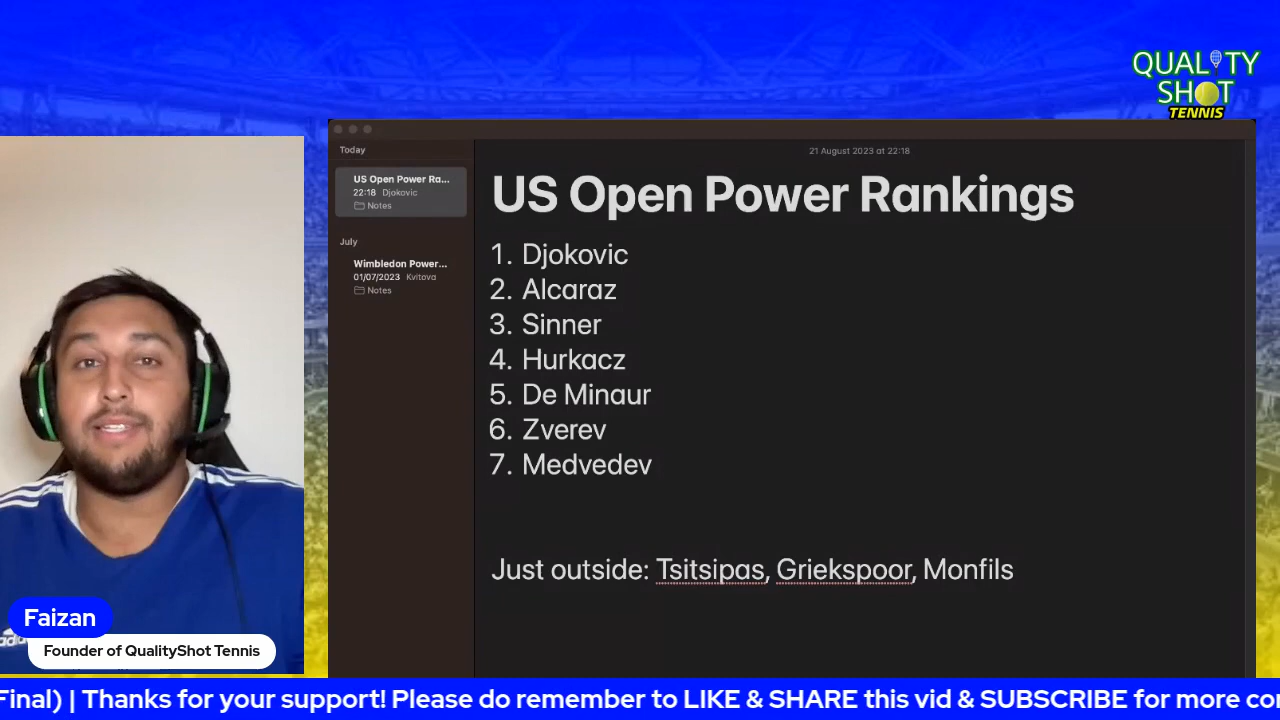 QUALITY
SHOT
TENNIS
Today
21 August 2023 at 22:18
US Open Power Ra...
22:18 Djokovic
Notes
July
Wimbledon Power...
01/07/2023 Kvitova
Notes
US Open Power Rankings
1. Djokovic
2. Alcaraz
3. Sinner
4. Hurkacz
5. De Minaur
6. Zverev
7. Medvedev
Just outside: Tsitsipas, Griekspoor, Monfils
Faizan
Founder of QualityShot Tennis
Final) | Thanks for your support! Please do remember to LIKE & SHARE this vid & SUBSCRIBE for more